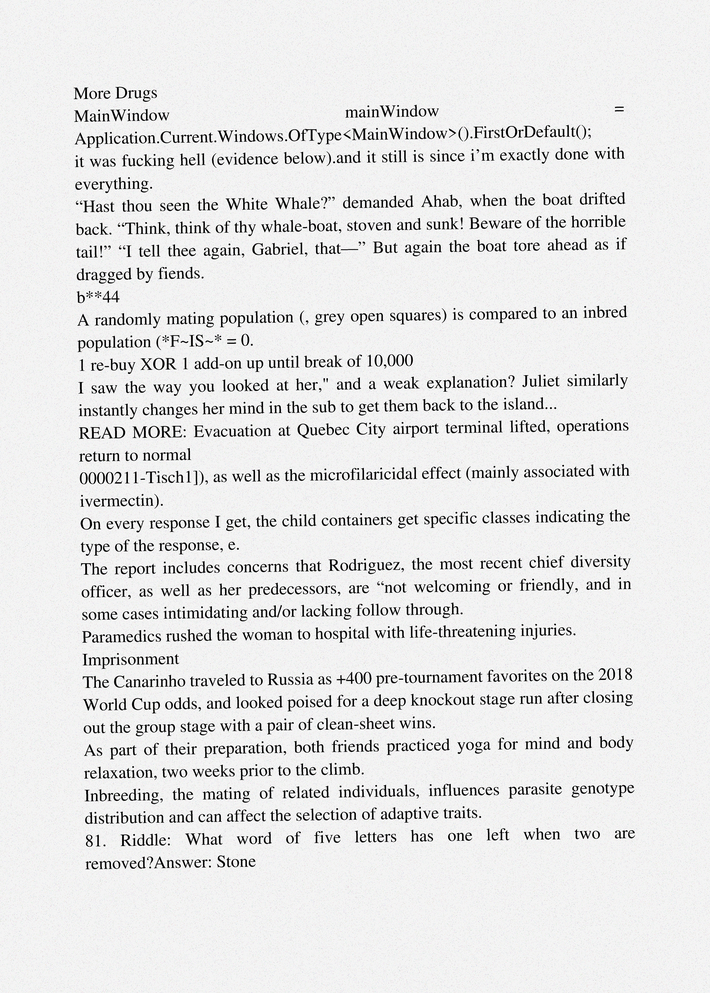 More Drugs
MainWindow mainWindow =
Application.Current.Windows.OfType<MainWindow>().FirstOrDefault();
it was fucking hell (evidence below).and it still is since i’m exactly done with
everything.
“Hast thou seen the White Whale?” demanded Ahab, when the boat drifted
back. “Think, think of thy whale-boat, stoven and sunk! Beware of the horrible
tail!” “I tell thee again, Gabriel, that—” But again the boat tore ahead as if
dragged by fiends.
b**44
A randomly mating population (, grey open squares) is compared to an inbred
population (*F~IS~* = 0.
1 re-buy XOR 1 add-on up until break of 10,000
I saw the way you looked at her," and a weak explanation? Juliet similarly
instantly changes her mind in the sub to get them back to the island...
READ MORE: Evacuation at Quebec City airport terminal lifted, operations
return to normal
0000211-Tisch1]), as well as the microfilaricidal effect (mainly associated with
ivermectin).
On every response I get, the child containers get specific classes indicating the
type of the response, e.
The report includes concerns that Rodriguez, the most recent chief diversity
officer, as well as her predecessors, are “not welcoming or friendly, and in
some cases intimidating and/or lacking follow through.
Paramedics rushed the woman to hospital with life-threatening injuries.
Imprisonment
The Canarinho traveled to Russia as +400 pre-tournament favorites on the 2018
World Cup odds, and looked poised for a deep knockout stage run after closing
out the group stage with a pair of clean-sheet wins.
As part of their preparation, both friends practiced yoga for mind and body
relaxation, two weeks prior to the climb.
Inbreeding, the mating of related individuals, influences parasite genotype
distribution and can affect the selection of adaptive traits.
81. Riddle: What word of five letters has one left when two are
removed?Answer: Stone